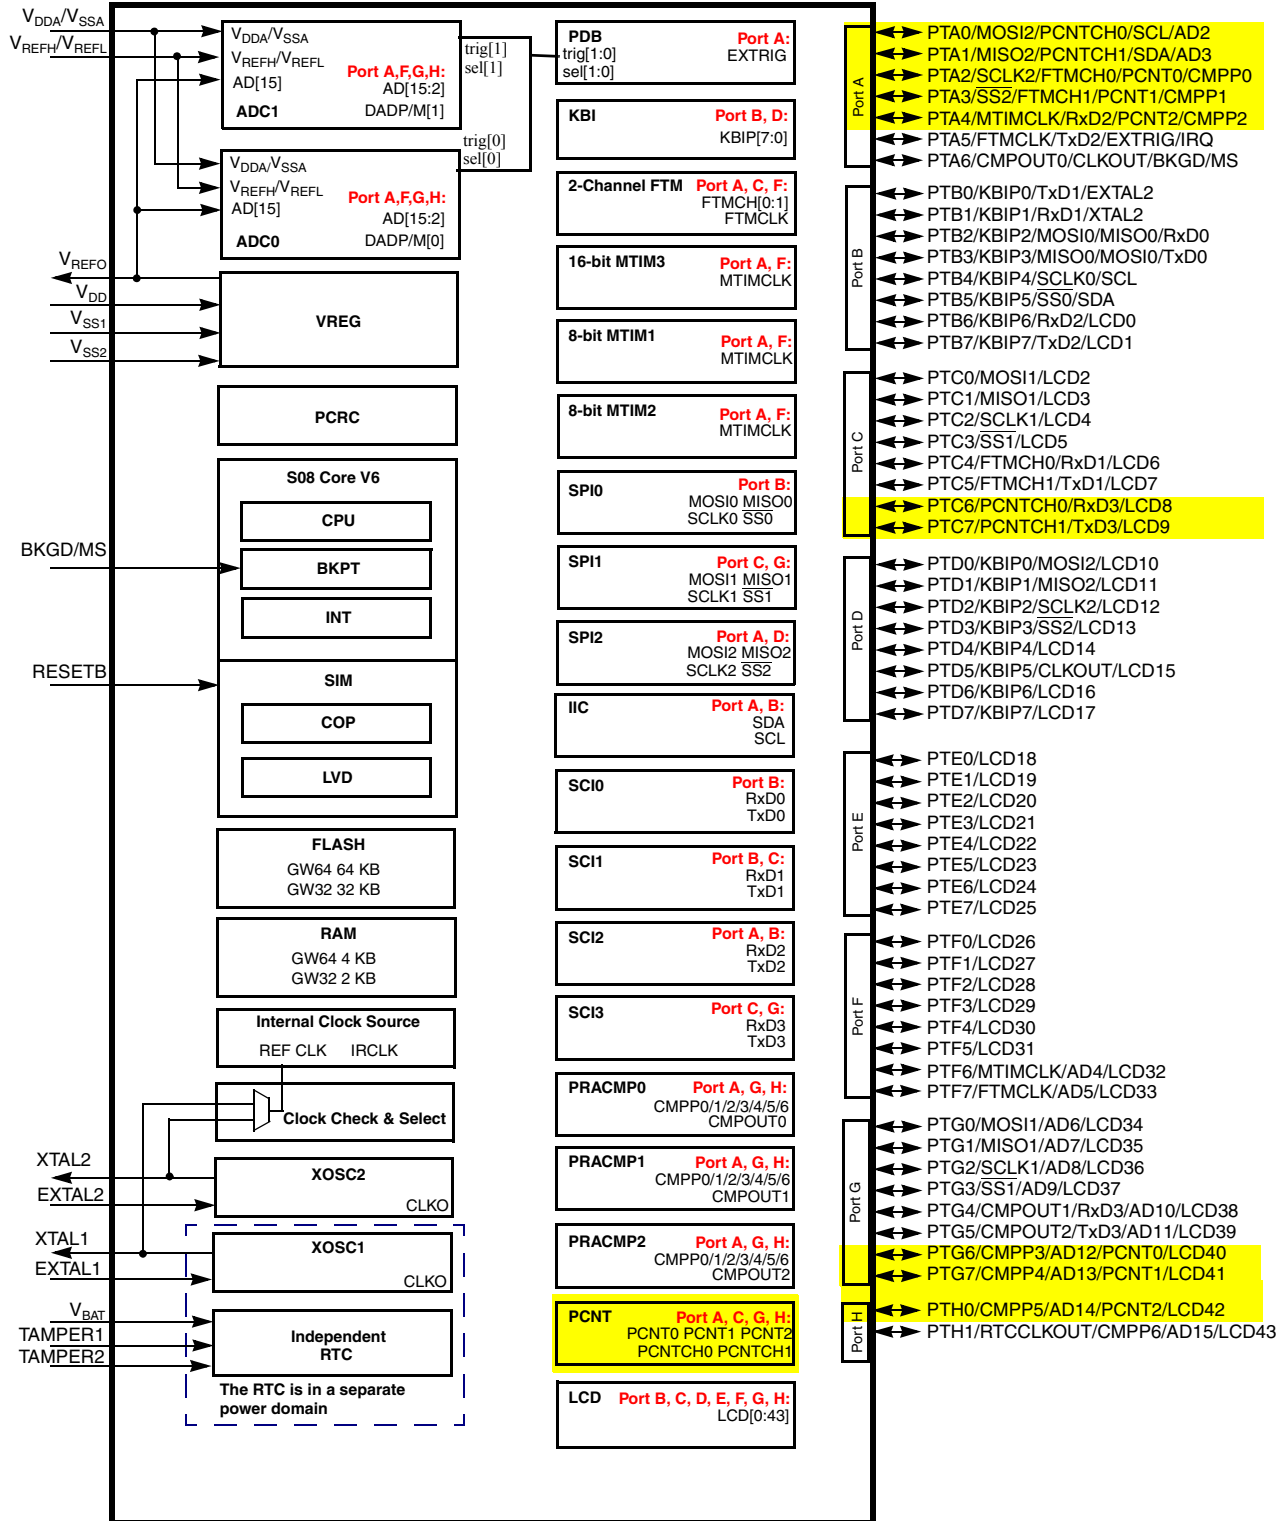 V_DDA/V_SSA
V_REFH/V_REFL
V_DDA/V_SSA
V_REFH/V_REFL
AD[15]
ADC1
Port A,F,G,H:
AD[15:2]
DADP/M[1]
trig[1]
sel[1]
trig[0]
sel[0]
V_DDA/V_SSA
V_REFH/V_REFL
AD[15]
ADC0
Port A,F,G,H:
AD[15:2]
DADP/M[0]
V_REFO
V_DD
V_SS1
V_SS2
VREG
PCRC
S08 Core V6
CPU
BKGD/MS
BKPT
INT
RESETB
SIM
COP
LVD
FLASH
GW64 64 KB
GW32 32 KB
RAM
GW64 4 KB
GW32 2 KB
Internal Clock Source
REF CLK IRCLK
Clock Check & Select
XTAL2
EXTAL2
XOSC2
CLKO
XTAL1
EXTAL1
XOSC1
CLKO
V_BAT
TAMPER1
TAMPER2
Independent
RTC
The RTC is in a separate
power domain
PDB Port A:
trig[1:0] EXTRIG
sel[1:0]
KBI Port B, D:
KBIP[7:0]
2-Channel FTM Port A, C, F:
FTMCH[0:1]
FTMCLK
16-bit MTIM3 Port A, F:
MTIMCLK
8-bit MTIM1 Port A, F:
MTIMCLK
8-bit MTIM2 Port A, F:
MTIMCLK
SPI0 Port B:
MOSI0 MISO0
SCLK0 SS0
SPI1 Port C, G:
MOSI1 MISO1
SCLK1 SS1
SPI2 Port A, D:
MOSI2 MISO2
SCLK2 SS2
IIC Port A, B:
SDA
SCL
SCI0 Port B:
RxD0
TxD0
SCI1 Port B, C:
RxD1
TxD1
SCI2 Port A, B:
RxD2
TxD2
SCI3 Port C, G:
RxD3
TxD3
PRACMP0 Port A, G, H:
CMPP0/1/2/3/4/5/6
CMPOUT0
PRACMP1 Port A, G, H:
CMPP0/1/2/3/4/5/6
CMPOUT1
PRACMP2 Port A, G, H:
CMPP0/1/2/3/4/5/6
CMPOUT2
PCNT Port A, C, G, H:
PCNT0 PCNT1 PCNT2
PCNTCH0 PCNTCH1
LCD Port B, C, D, E, F, G, H:
LCD[0:43]
Port A
PTA0/MOSI2/PCNTCH0/SCL/AD2
PTA1/MISO2/PCNTCH1/SDA/AD3
PTA2/SCLK2/FTMCH0/PCNT0/CMPP0
PTA3/SS2/FTMCH1/PCNT1/CMPP1
PTA4/MTIMCLK/RxD2/PCNT2/CMPP2
PTA5/FTMCLK/TxD2/EXTRIG/IRQ
PTA6/CMPOUT0/CLKOUT/BKGD/MS
Port B
PTB0/KBIP0/TxD1/EXTAL2
PTB1/KBIP1/RxD1/XTAL2
PTB2/KBIP2/MOSI0/MISO0/RxD0
PTB3/KBIP3/MISO0/MOSI0/TxD0
PTB4/KBIP4/SCLK0/SCL
PTB5/KBIP5/SS0/SDA
PTB6/KBIP6/RxD2/LCD0
PTB7/KBIP7/TxD2/LCD1
Port C
PTC0/MOSI1/LCD2
PTC1/MISO1/LCD3
PTC2/SCLK1/LCD4
PTC3/SS1/LCD5
PTC4/FTMCH0/RxD1/LCD6
PTC5/FTMCH1/TxD1/LCD7
PTC6/PCNTCH0/RxD3/LCD8
PTC7/PCNTCH1/TxD3/LCD9
Port D
PTD0/KBIP0/MOSI2/LCD10
PTD1/KBIP1/MISO2/LCD11
PTD2/KBIP2/SCLK2/LCD12
PTD3/KBIP3/SS2/LCD13
PTD4/KBIP4/LCD14
PTD5/KBIP5/CLKOUT/LCD15
PTD6/KBIP6/LCD16
PTD7/KBIP7/LCD17
Port E
PTE0/LCD18
PTE1/LCD19
PTE2/LCD20
PTE3/LCD21
PTE4/LCD22
PTE5/LCD23
PTE6/LCD24
PTE7/LCD25
Port F
PTF0/LCD26
PTF1/LCD27
PTF2/LCD28
PTF3/LCD29
PTF4/LCD30
PTF5/LCD31
PTF6/MTIMCLK/AD4/LCD32
PTF7/FTMCLK/AD5/LCD33
Port G
PTG0/MOSI1/AD6/LCD34
PTG1/MISO1/AD7/LCD35
PTG2/SCLK1/AD8/LCD36
PTG3/SS1/AD9/LCD37
PTG4/CMPOUT1/RxD3/AD10/LCD38
PTG5/CMPOUT2/TxD3/AD11/LCD39
PTG6/CMPP3/AD12/PCNT0/LCD40
PTG7/CMPP4/AD13/PCNT1/LCD41
Port H
PTH0/CMPP5/AD14/PCNT2/LCD42
PTH1/RTCCLKOUT/CMPP6/AD15/LCD43